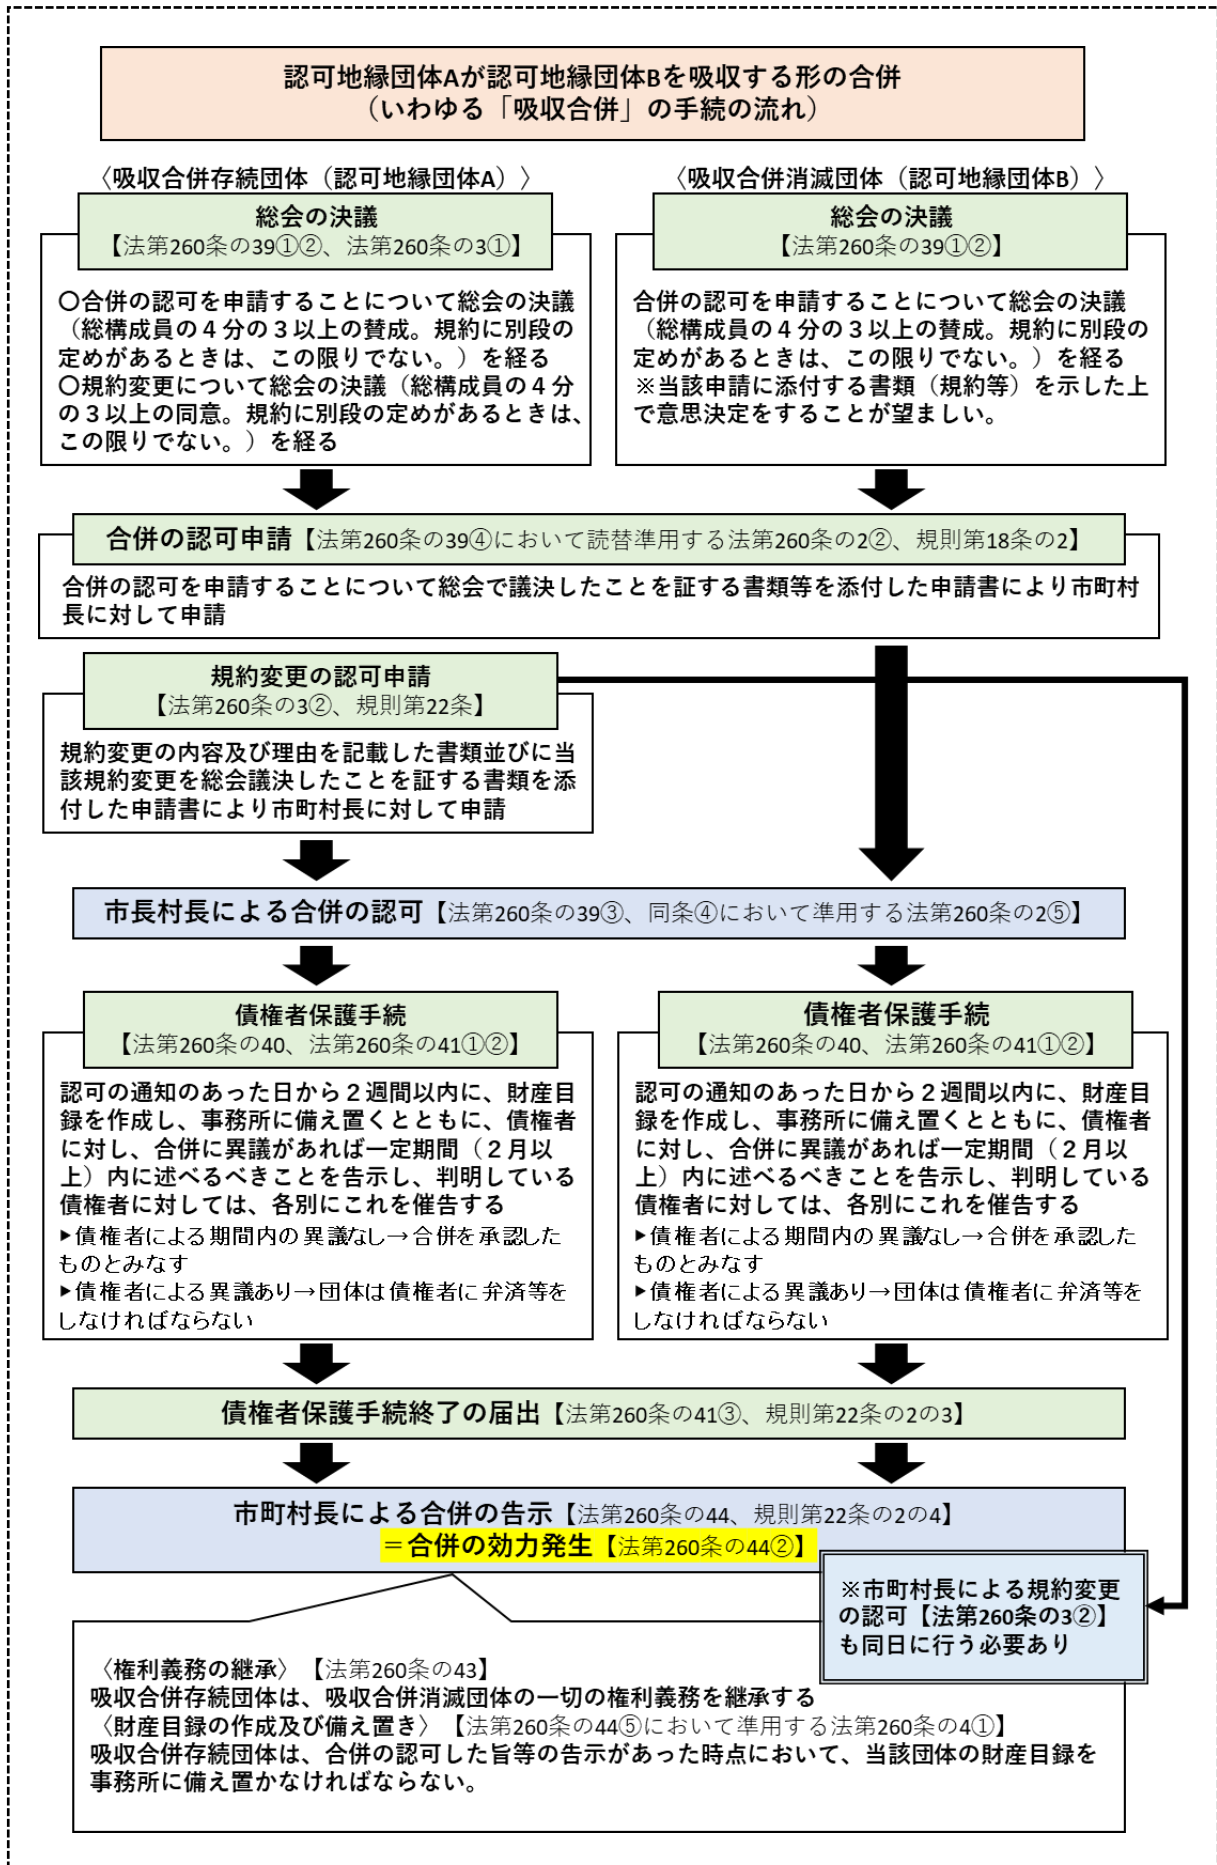 認可地縁団体Aが認可地縁団体Bを吸収する形の合併
（いわゆる「吸収合併」の手続の流れ）
〈吸収合併存続団体（認可地縁団体A）〉
総会の決議
【法第260条の39①②、法第260条の3①】
〇合併の認可を申請することについて総会の決議
（総構成員の４分の３以上の賛成。規約に別段の
定めがあるときは、この限りでない。）を経る
〇規約変更について総会の決議（総構成員の４分
の３以上の同意。規約に別段の定めがあるときは、
この限りでない。）を経る
〈吸収合併消滅団体（認可地縁団体B）〉
総会の決議
【法第260条の39①②】
合併の認可を申請することについて総会の決議
（総構成員の４分の３以上の賛成。規約に別段の
定めがあるときは、この限りでない。）を経る
※当該申請に添付する書類（規約等）を示した上
で意思決定をすることが望ましい。
合併の認可申請【法第260条の39④において読替準用する法第260条の2②、規則第18条の2】
合併の認可を申請することについて総会で議決したことを証する書類等を添付した申請書により市町村
長に対して申請
規約変更の認可申請
【法第260条の3②、規則第22条】
規約変更の内容及び理由を記載した書類並びに当
該規約変更を総会議決したことを証する書類を添
付した申請書により市町村長に対して申請
市長村長による合併の認可【法第260条の39③、同条④において準用する法第260条の2⑤】
債権者保護手続
【法第260条の40、法第260条の41①②】
認可の通知のあった日から２週間以内に、財産目
録を作成し、事務所に備え置くとともに、債権者
に対し、合併に異議があれば一定期間（２月以
上）内に述べるべきことを告示し、判明している
債権者に対しては、各別にこれを催告する
▶債権者による期間内の異議なし→合併を承認した
ものとみなす
▶債権者による異議あり→団体は債権者に弁済等を
しなければならない
債権者保護手続
【法第260条の40、法第260条の41①②】
認可の通知のあった日から２週間以内に、財産目
録を作成し、事務所に備え置くとともに、債権者
に対し、合併に異議があれば一定期間（２月以
上）内に述べるべきことを告示し、判明している
債権者に対しては、各別にこれを催告する
▶債権者による期間内の異議なし→合併を承認した
ものとみなす
▶債権者による異議あり→団体は債権者に弁済等を
しなければならない
債権者保護手続終了の届出【法第260条の41③、規則第22条の2の3】
市町村長による合併の告示【法第260条の44、規則第22条の2の4】
＝合併の効力発生【法第260条の44②】
※市町村長による規約変更
の認可【法第260条の3②】
も同日に行う必要あり
〈権利義務の継承〉【法第260条の43】
吸収合併存続団体は、吸収合併消滅団体の一切の権利義務を継承する
〈財産目録の作成及び備え置き〉【法第260条の44⑤において準用する法第260条の4①】
吸収合併存続団体は、合併の認可した旨等の告示があった時点において、当該団体の財産目録を
事務所に備え置かなければならない。